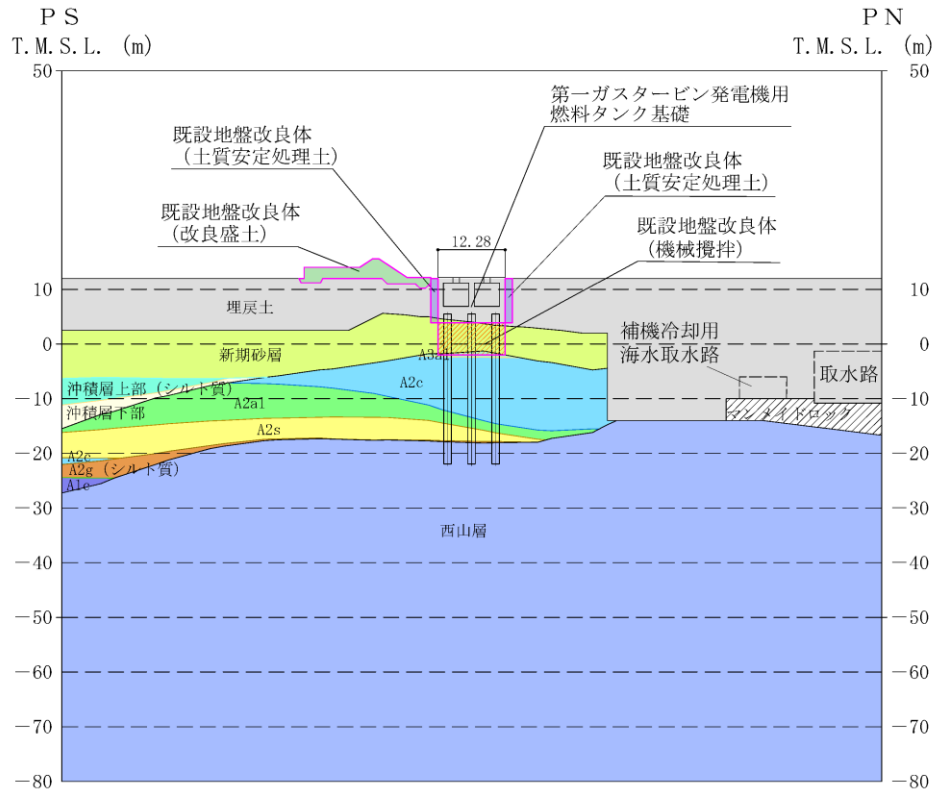 PS
PN
T.M.S.L. (m)
T.M.S.L. (m)
50
50
第一ガスタービン発電機用
燃料タンク基礎
既設地盤改良体
(土質安定処理土)
既設地盤改良体
(土質安定処理土)
既設地盤改良体
(改良盛土)
既設地盤改良体
(機械攪拌)
12.28
10
10
埋戻土
補機冷却用
海水取水路
0
0
新期砂層
A3a1
取水路
沖積層上部(シルト質)
A2c
-10
-10
沖積層下部
A2a1
マンメイドロック
A2s
-20
-20
A2c
A2g (シルト質)
A1c
-30
-30
西山層
-40
-40
-50
-50
-60
-60
-70
-70
-80
-80